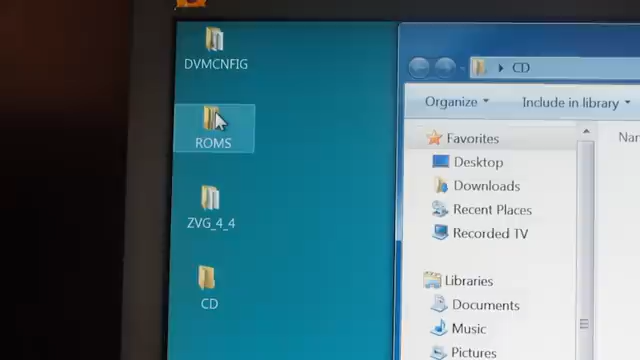 DVMCNFIG
ROMS
ZVG_4_4
CD
CD
Organize
Include in library
Favorites
Desktop
Downloads
Recent Places
Recorded TV
Libraries
Documents
Music
Pictures